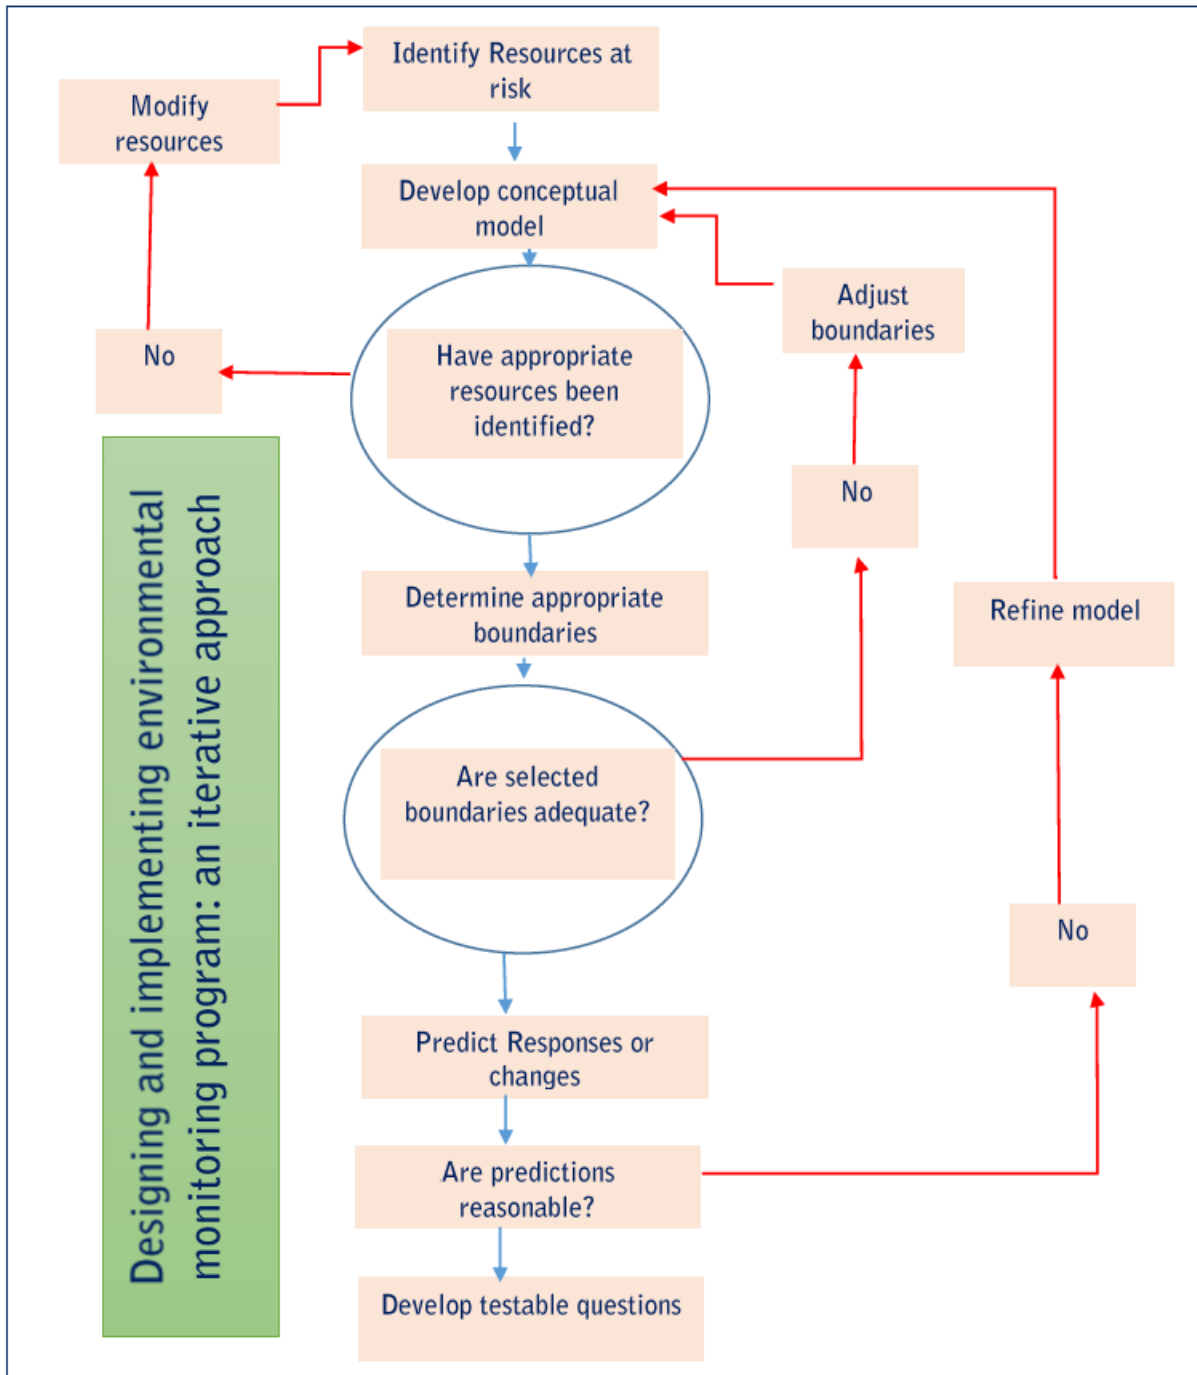 Identify Resources at
risk
Modify
resources
Develop conceptual
model
Adjust
boundaries
No
Have appropriate
resources been
identified?
No
Designing and implementing environmental
monitoring program: an iterative approach
Determine appropriate
boundaries
Refine model
Are selected
boundaries adequate?
No
Predict Responses or
changes
Are predictions
reasonable?
Develop testable questions